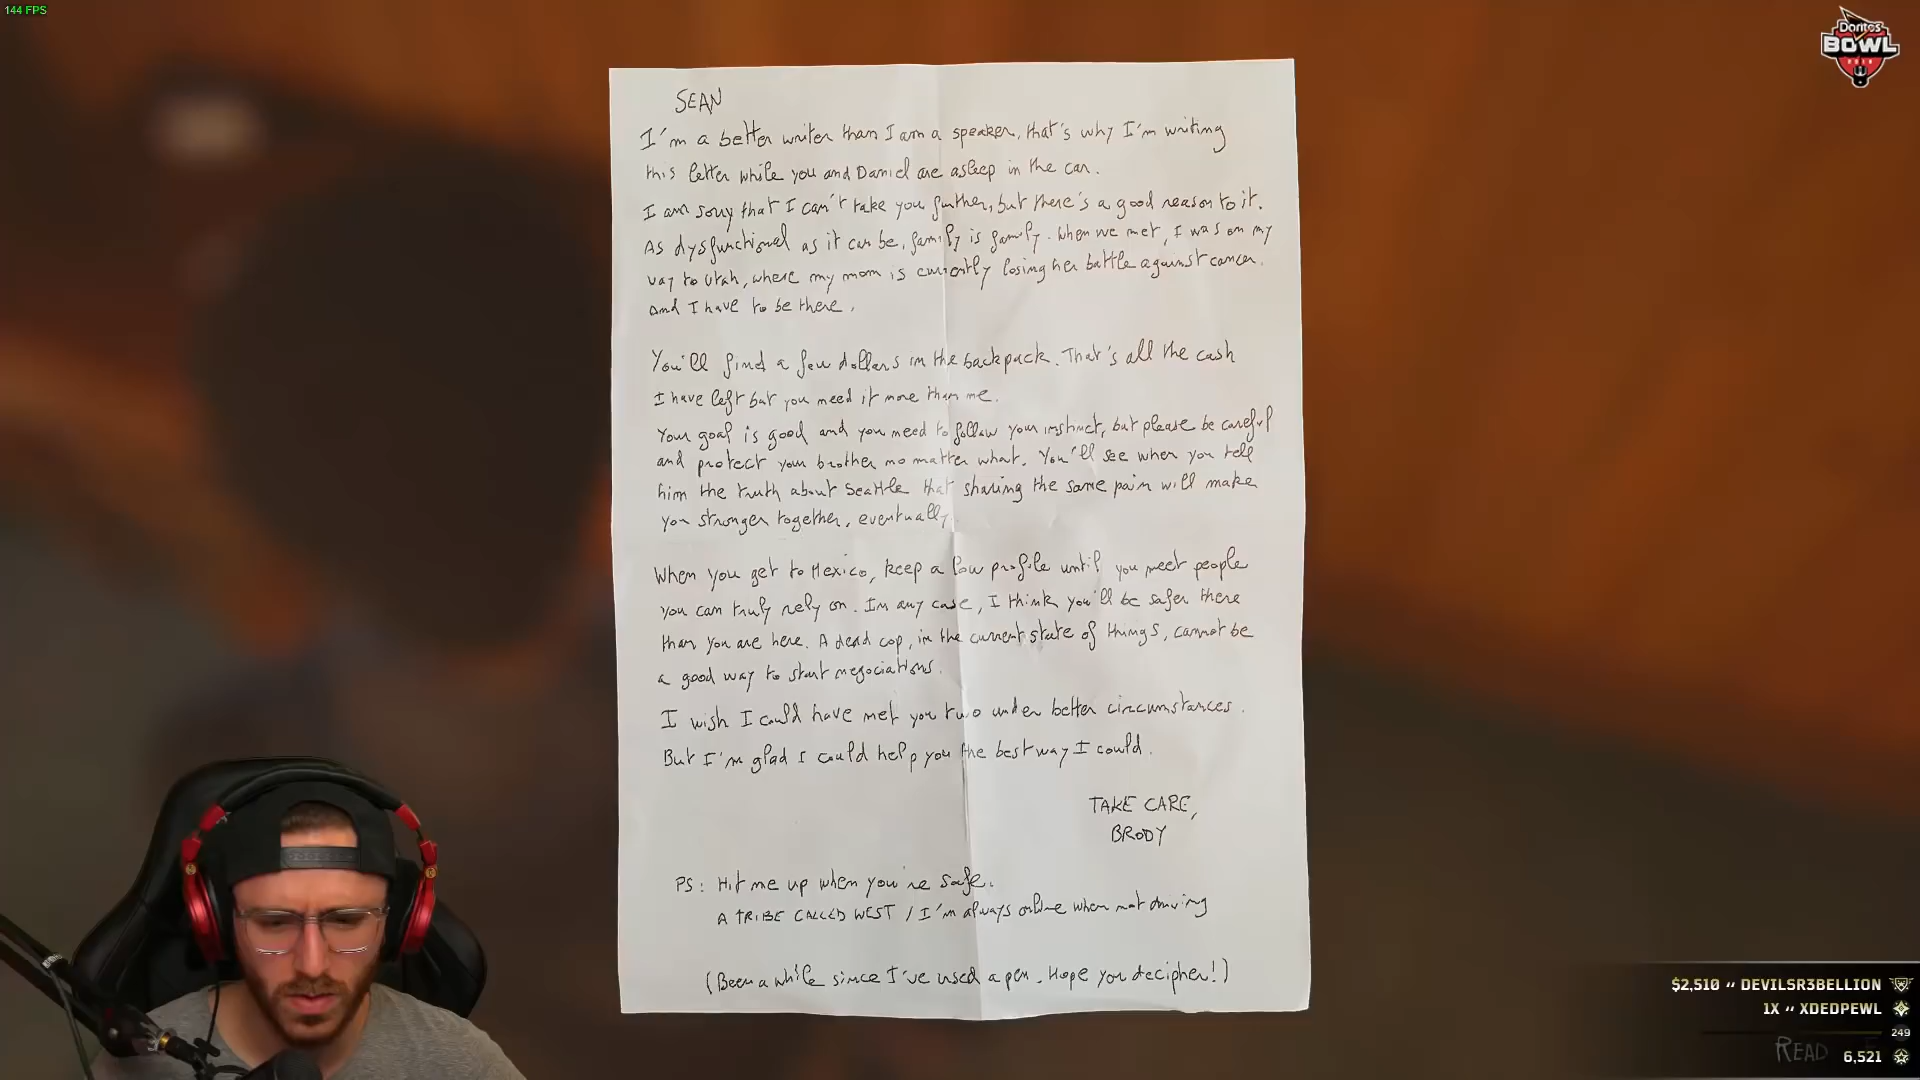 144 FPS
Doritos
BOWL
SEAN
I'm a better writer than I am a speaker, that's why I'm writing
this letter while you and Daniel are asleep in the car.
I am sorry that I can't take you further, but there's a good reason to it.
As dysfunctional as it can be, family is family. When we met, I was on my
way to Utah, where my mom is currently losing her battle against cancer.
And I have to be there.
You'll find a few dollars in the backpack. That's all the cash
I have left but you need it more than me.
Your goal is good and you need to follow your instinct, but please be careful
and protect your brother no matter what. You'll see when you tell
him the truth about Seattle that sharing the same pain will make
you stronger together, eventually.
When you get to Mexico, keep a low profile until you meet people
you can truly rely on. In any case, I think you'll be safer there
than you are here. A dead cop, in the current state of things, cannot be
a good way to start negociations.
I wish I could have met you two under better circumstances.
But I'm glad I could help you the best way I could.
TAKE CARE,
BRODY
PS: Hit me up when you're safe.
A TRIBE CALLED WEST / I'm always online when not driving
(Been a while since I've used a pen. Hope you decipher!)
$2,510 “ DEVILSR3BELLION
1X “ XDEDPEWL
249
READ
6,521